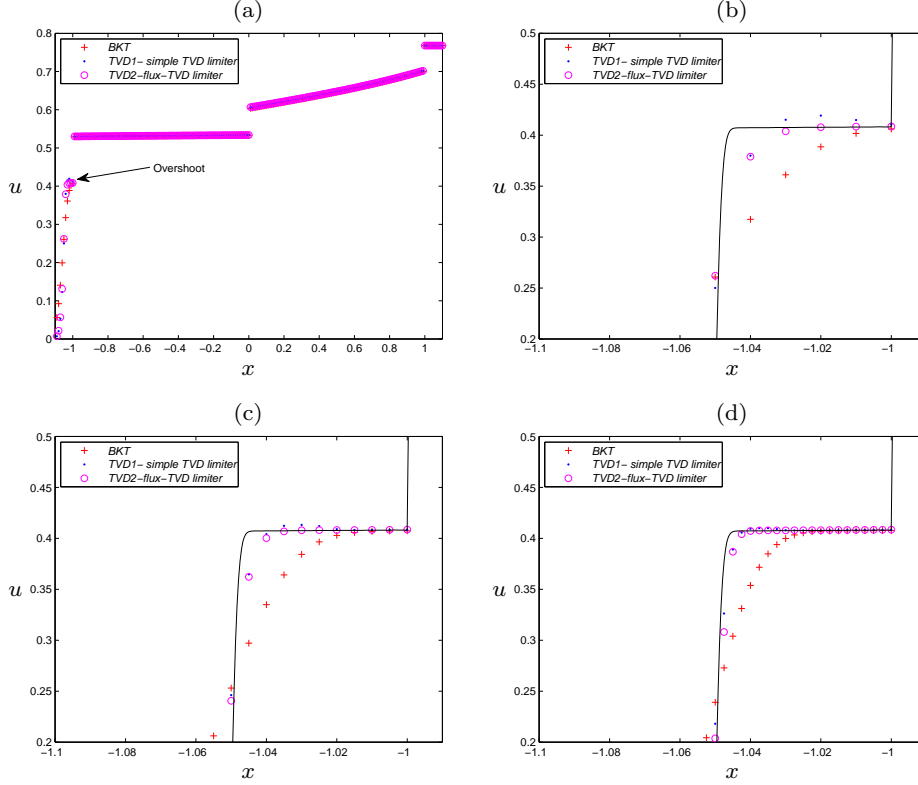 (a)
0.8
0.7
0.6
0.5
0.4
0.3
0.2
0.1
0
BKT
TVD1− simple TVD limiter
TVD2−flux−TVD limiter
Overshoot
u
−1 −0.8 −0.6 −0.4 −0.2 0 0.2 0.4 0.6 0.8 1
x
(b)
0.5
0.45
0.4
0.35
0.3
0.25
0.2
BKT
TVD1− simple TVD limiter
TVD2−flux−TVD limiter
u
−1.1 −1.08 −1.06 −1.04 −1.02 −1
x
(c)
0.5
0.45
0.4
0.35
0.3
0.25
0.2
BKT
TVD1− simple TVD limiter
TVD2−flux−TVD limiter
u
−1.1 −1.08 −1.06 −1.04 −1.02 −1
x
(d)
0.5
0.45
0.4
0.35
0.3
0.25
0.2
BKT
TVD1− simple TVD limiter
TVD2−flux−TVD limiter
u
−1.1 −1.08 −1.06 −1.04 −1.02 −1
x